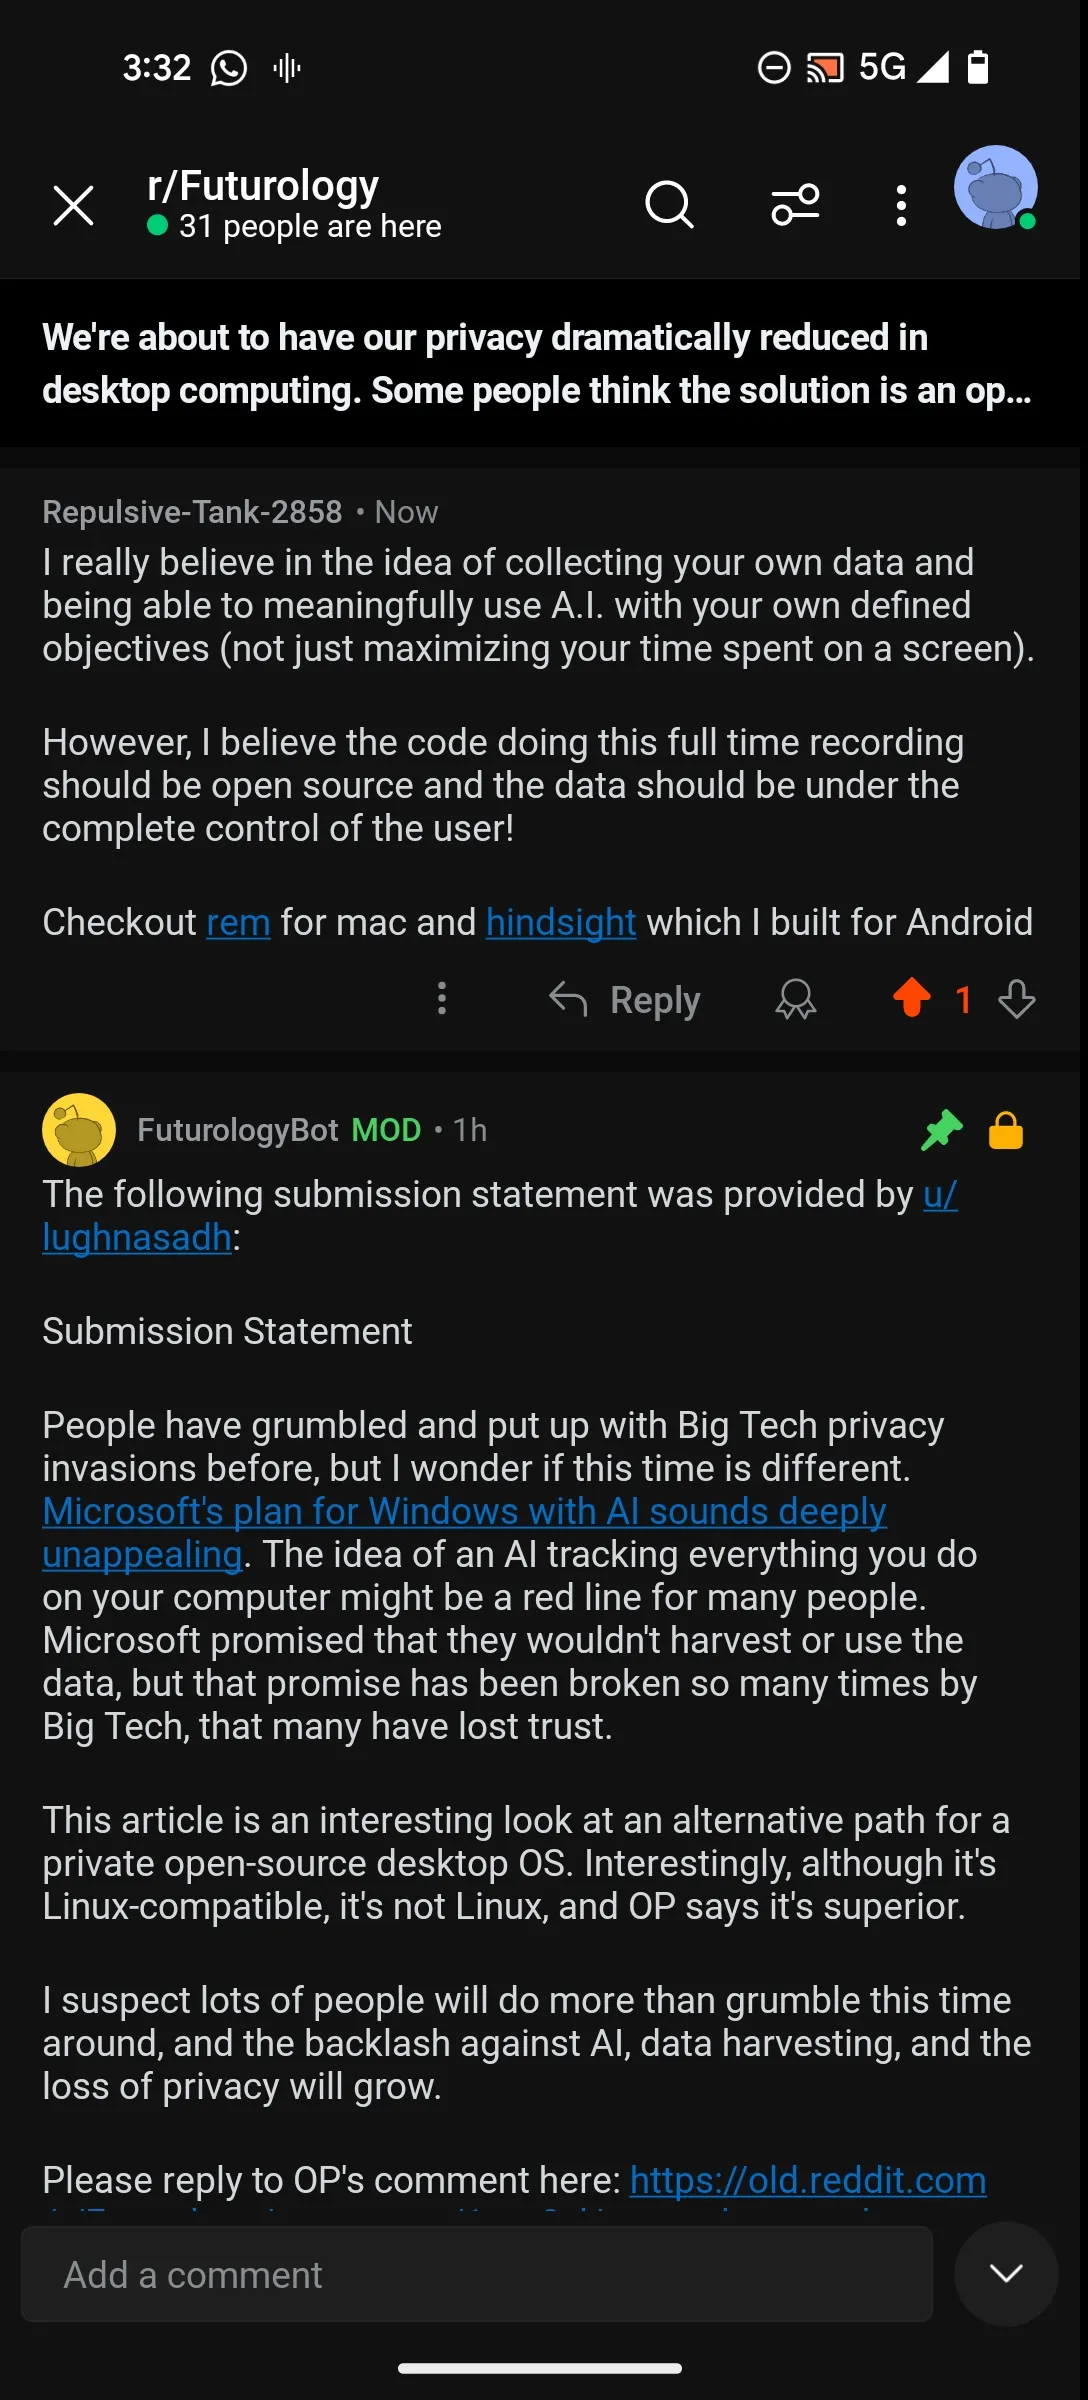 3:32
5G
r/Futurology
31 people are here
We're about to have our privacy dramatically reduced in
desktop computing. Some people think the solution is an op...
Repulsive-Tank-2858 • Now
I really believe in the idea of collecting your own data and
being able to meaningfully use A.I. with your own defined
objectives (not just maximizing your time spent on a screen).
However, I believe the code doing this full time recording
should be open source and the data should be under the
complete control of the user!
Checkout rem for mac and hindsight which I built for Android
Reply
1
FuturologyBot MOD • 1h
The following submission statement was provided by u/
lughnasadh:
Submission Statement
People have grumbled and put up with Big Tech privacy
invasions before, but I wonder if this time is different.
Microsoft's plan for Windows with AI sounds deeply
unappealing. The idea of an AI tracking everything you do
on your computer might be a red line for many people.
Microsoft promised that they wouldn't harvest or use the
data, but that promise has been broken so many times by
Big Tech, that many have lost trust.
This article is an interesting look at an alternative path for a
private open-source desktop OS. Interestingly, although it's
Linux-compatible, it's not Linux, and OP says it's superior.
I suspect lots of people will do more than grumble this time
around, and the backlash against AI, data harvesting, and the
loss of privacy will grow.
Please reply to OP's comment here: https://old.reddit.com
Add a comment